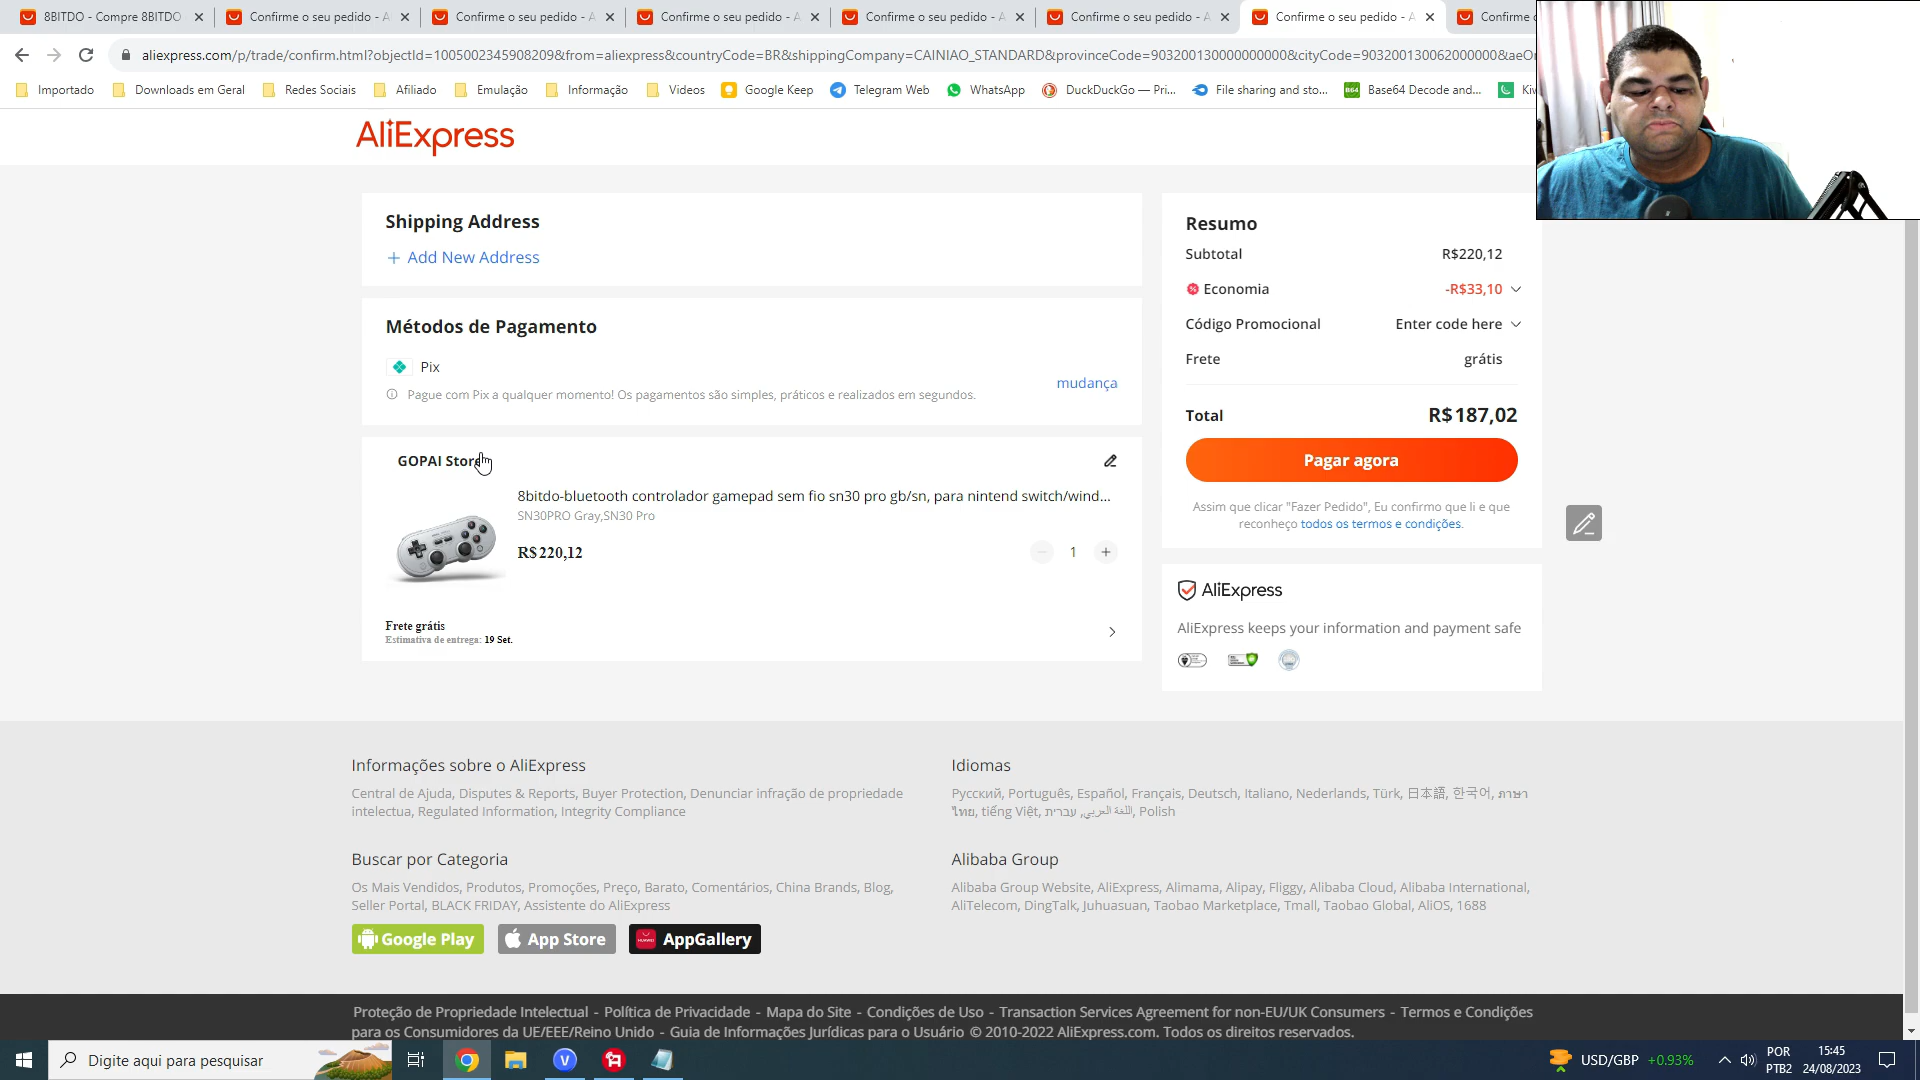 8BITDO - Compre 8BITDO
Confirme o seu pedido - A
Confirme o seu pedido - A
Confirme o seu pedido - A
Confirme o seu pedido - A
Confirme o seu pedido - A
Confirme o seu pedido - A
Confirme o
aliexpress.com/p/trade/confirm.html?objectId=1005002345908209&from=aliexpress&countryCode=BR&shippingCompany=CAINIAO_STANDARD&provinceCode=903200130000000000&cityCode=903200130062000000&aeOr
Importado
Downloads em Geral
Redes Sociais
Afiliado
Emulação
Informação
Videos
Google Keep
Telegram Web
WhatsApp
DuckDuckGo — Pri...
File sharing and sto...
Base64 Decode and...
AliExpress
Shipping Address
+ Add New Address
Métodos de Pagamento
Pix
Pague com Pix a qualquer momento! Os pagamentos são simples, práticos e realizados em segundos.
mudança
GOPAI Store
8bitdo-bluetooth controlador gamepad sem fio sn30 pro gb/sn, para nintend switch/wind...
SN30PRO Gray,SN30 Pro
R$220,12
1
Frete grátis
Estimativa de entrega: 19 Set.
Resumo
Subtotal R$220,12
Economia -R$33,10
Código Promocional Enter code here
Frete grátis
Total R$187,02
Pagar agora
Assim que clicar "Fazer Pedido", Eu confirmo que li e que
reconheço todos os termos e condições.
AliExpress
AliExpress keeps your information and payment safe
Informações sobre o AliExpress
Central de Ajuda, Disputes & Reports, Buyer Protection, Denunciar infração de propriedade
intelectua, Regulated Information, Integrity Compliance
Idiomas
Русский, Português, Español, Français, Deutsch, Italiano, Nederlands, Türk, 日本語, 한국어, ภาษา
ไทย, tiếng Việt, עברית, اللغة العربية, Polish
Buscar por Categoria
Os Mais Vendidos, Produtos, Promoções, Preço, Barato, Comentários, China Brands, Blog,
Seller Portal, BLACK FRIDAY, Assistente do AliExpress
Alibaba Group
Alibaba Group Website, AliExpress, Alimama, Alipay, Fliggy, Alibaba Cloud, Alibaba International,
AliTelecom, DingTalk, Juhuasuan, Taobao Marketplace, Tmall, Taobao Global, AliOS, 1688
Google Play
App Store
AppGallery
Proteção de Propriedade Intelectual - Política de Privacidade - Mapa do Site - Condições de Uso - Transaction Services Agreement for non-EU/UK Consumers - Termos e Condições
para os Consumidores da UE/EEE/Reino Unido - Guia de Informações Jurídicas para o Usuário © 2010-2022 AliExpress.com. Todos os direitos reservados.
Digite aqui para pesquisar
USD/GBP +0.93%
POR
PTB2
15:45
24/08/2023